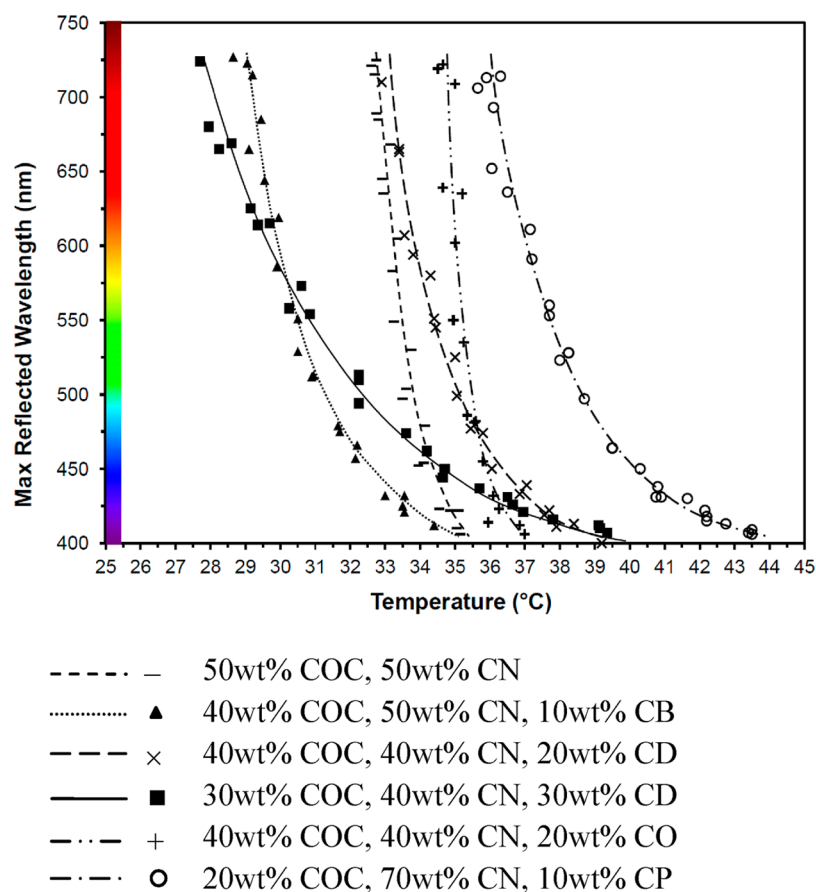 750
700
650
600
550
500
450
400
Max Reflected Wavelength (nm)
25 26 27 28 29 30 31 32 33 34 35 36 37 38 39 40 41 42 43 44 45
Temperature (°C)
50wt% COC, 50wt% CN
40wt% COC, 50wt% CN, 10wt% CB
40wt% COC, 40wt% CN, 20wt% CD
30wt% COC, 40wt% CN, 30wt% CD
40wt% COC, 40wt% CN, 20wt% CO
20wt% COC, 70wt% CN, 10wt% CP